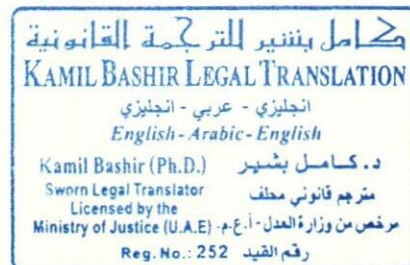 كامل بشير للترجمة القانونية
KAMIL BASHIR LEGAL TRANSLATION
انجليزي - عربي - انجليزي
English - Arabic - English
Kamil Bashir (Ph.D.) د. كامل بشير
Sworn Legal Translator مترجم قانوني محلف
Licensed by the
Ministry of Justice (U.A.E) مرخص من وزارة العدل - أ.ع.م.
Reg. No.: 252 رقم القيد